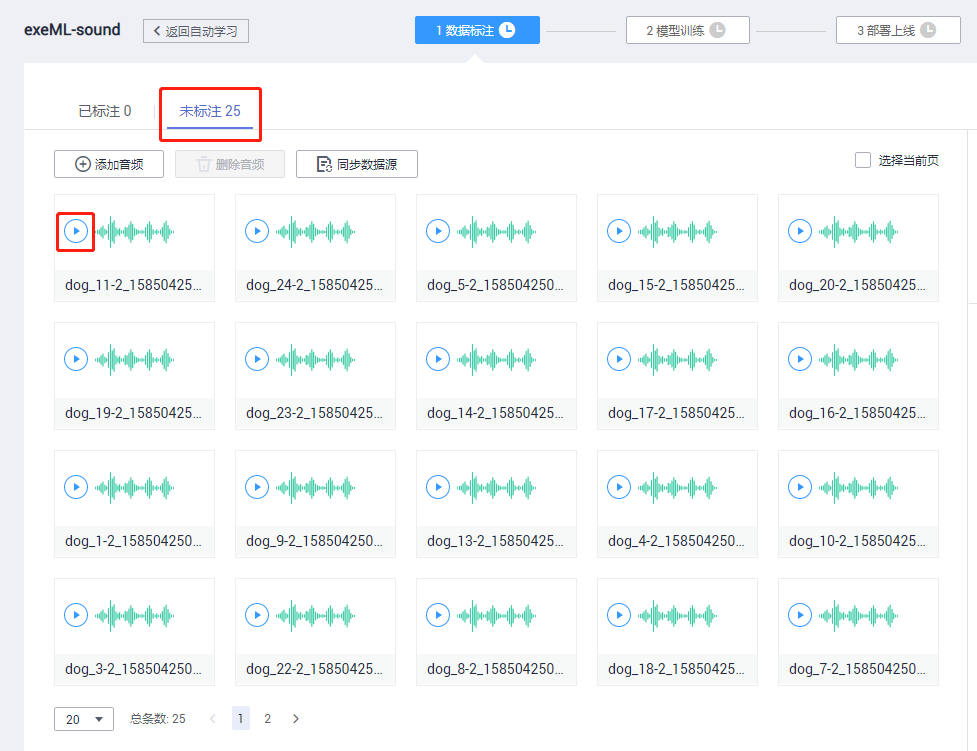 exeML-sound 返回自动学习 1 数据标注 2 模型训练 3 部署上线
已标注 0 未标注 25
添加音频 删除音频 同步数据源 选择当前页
dog_11-2_15850425... dog_24-2_15850425... dog_5-2_158504250... dog_15-2_15850425... dog_20-2_15850425...
dog_19-2_15850425... dog_23-2_15850425... dog_14-2_15850425... dog_17-2_15850425... dog_16-2_15850425...
dog_1-2_158504250... dog_9-2_158504250... dog_13-2_15850425... dog_4-2_158504250... dog_10-2_15850425...
dog_3-2_158504250... dog_22-2_15850425... dog_8-2_158504250... dog_18-2_15850425... dog_7-2_158504250...
20 总条数: 25 1 2